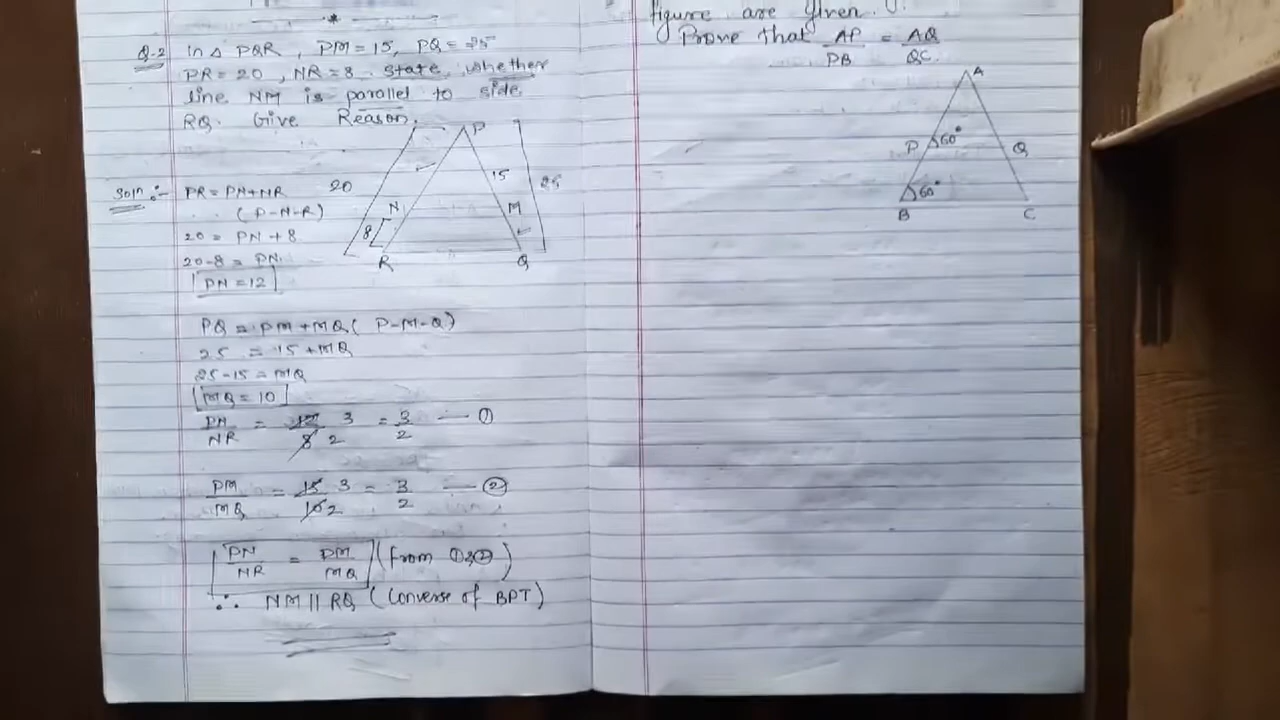 Q-2 in Δ PQR, PM = 15, PQ = 25
PR = 20, NR = 8. state whether
line NM is parallel to side
RQ. Give Reason.
P
20
15
25
N
M
8
R
Q
Soln :- PR = PN + NR
(P-N-R)
20 = PN + 8
20-8 = PN
PN = 12
PQ = PM + MQ ( P-M-Q)
25 = 15 + MQ
25-15 = MQ
MQ = 10
PN/NR = 12/8 3/2 = 3/2 — ①
PM/MQ = 15/10 3/2 = 3/2 — ②
PN/NR = PM/MQ (from ①&②)
∴ NM || RQ (Converse of BPT)
figure are given.
Prove that AP/PB = AQ/QC.
A
P 60° Q
60°
B C